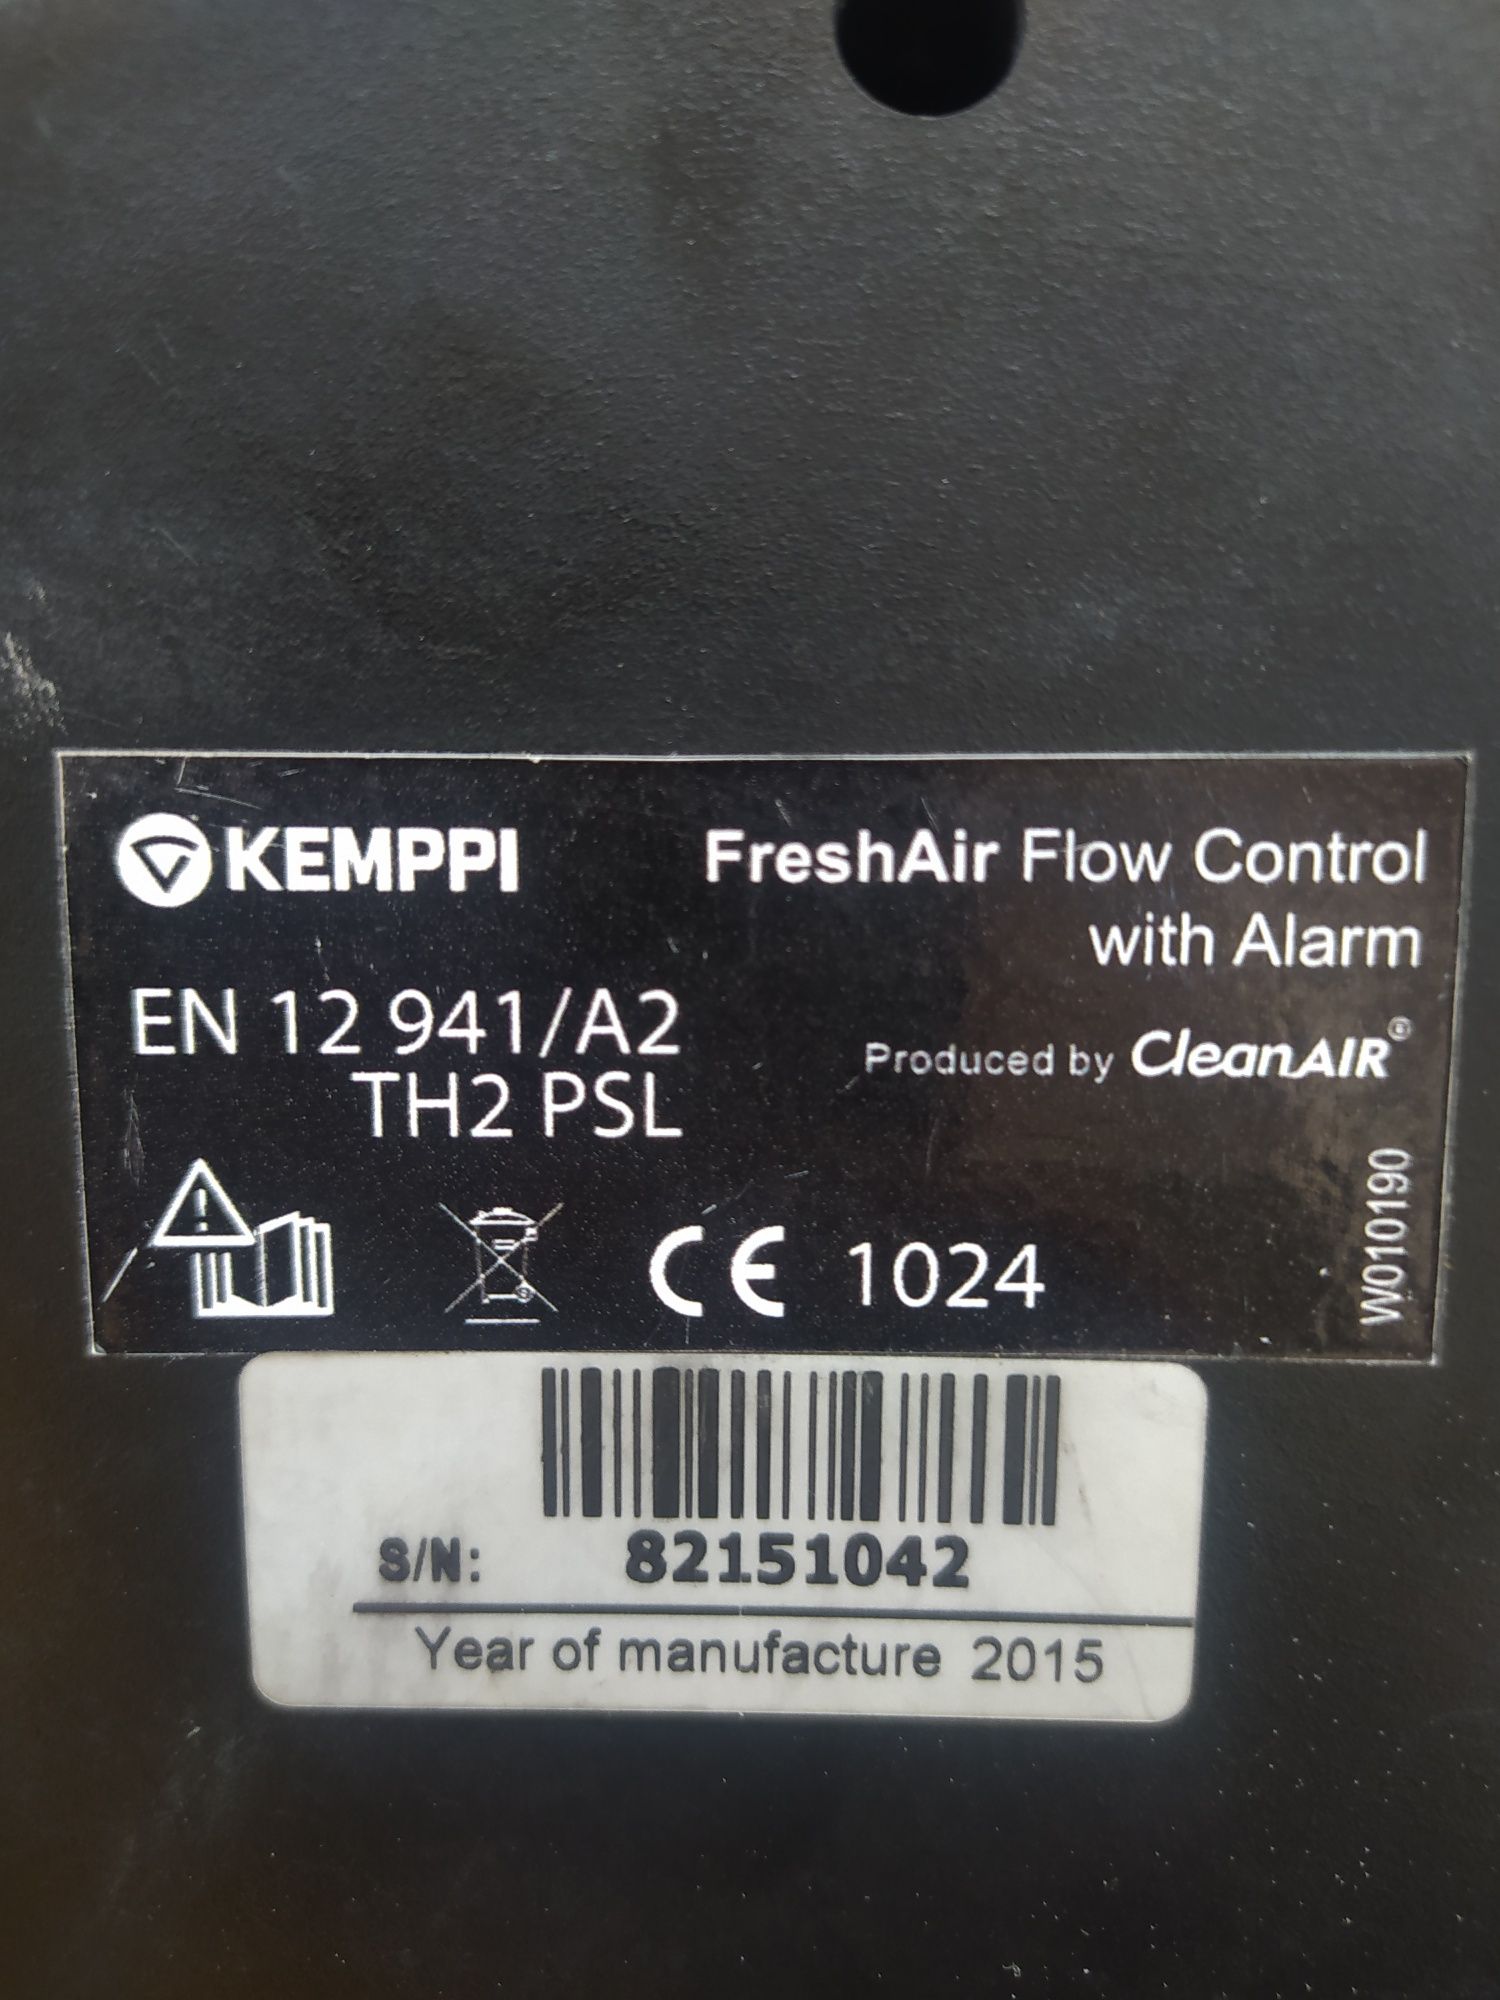 KEMPPI
FreshAir Flow Control
with Alarm
EN 12 941/A2
TH2 PSL
Produced by CleanAIR®
CE 1024
W010190
S/N: 82151042
Year of manufacture 2015